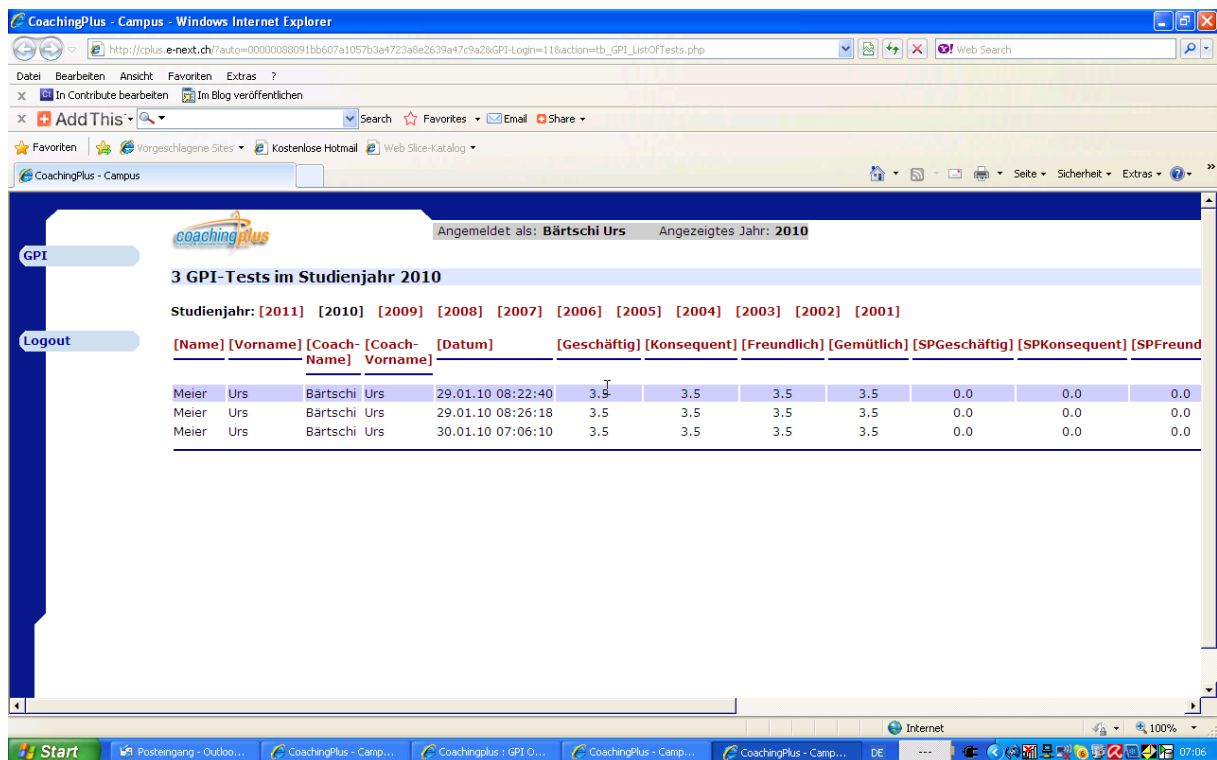 CoachingPlus - Campus - Windows Internet Explorer
http://cplus.e-next.ch/?auto=00000088091bb607a1057b3a4723a8e2639a47c9a28GPI-Login=118action=tb_GPI_ListOfTests.php Web Search
Datei Bearbeiten Ansicht Favoriten Extras ?
x In Contribute bearbeiten Im Blog veröffentlichen
x AddThis Search Favorites Email Share
Favoriten Vorgeschlagene Sites Kostenlose Hotmail Web Slice-Katalog
CoachingPlus - Campus Seite Sicherheit Extras »
coachingplus Angemeldet als: Bärtschi Urs Angezeigtes Jahr: 2010
GPI
3 GPI-Tests im Studienjahr 2010
Studienjahr: [2011] [2010] [2009] [2008] [2007] [2006] [2005] [2004] [2003] [2002] [2001]
Logout
[Name] [Vorname] [Coach-Name] [Coach-Vorname] [Datum] [Geschäftig] [Konsequent] [Freundlich] [Gemütlich] [SPGeschäftig] [SPKonsequent] [SPFreund
Meier Urs Bärtschi Urs 29.01.10 08:22:40 3.5 3.5 3.5 3.5 0.0 0.0 0.0
Meier Urs Bärtschi Urs 29.01.10 08:26:18 3.5 3.5 3.5 3.5 0.0 0.0 0.0
Meier Urs Bärtschi Urs 30.01.10 07:06:10 3.5 3.5 3.5 3.5 0.0 0.0 0.0
Internet 100%
Start Posteingang - Outloo... CoachingPlus - Camp... Coachingplus : GPI O... CoachingPlus - Camp... CoachingPlus - Camp... DE --- 07:06